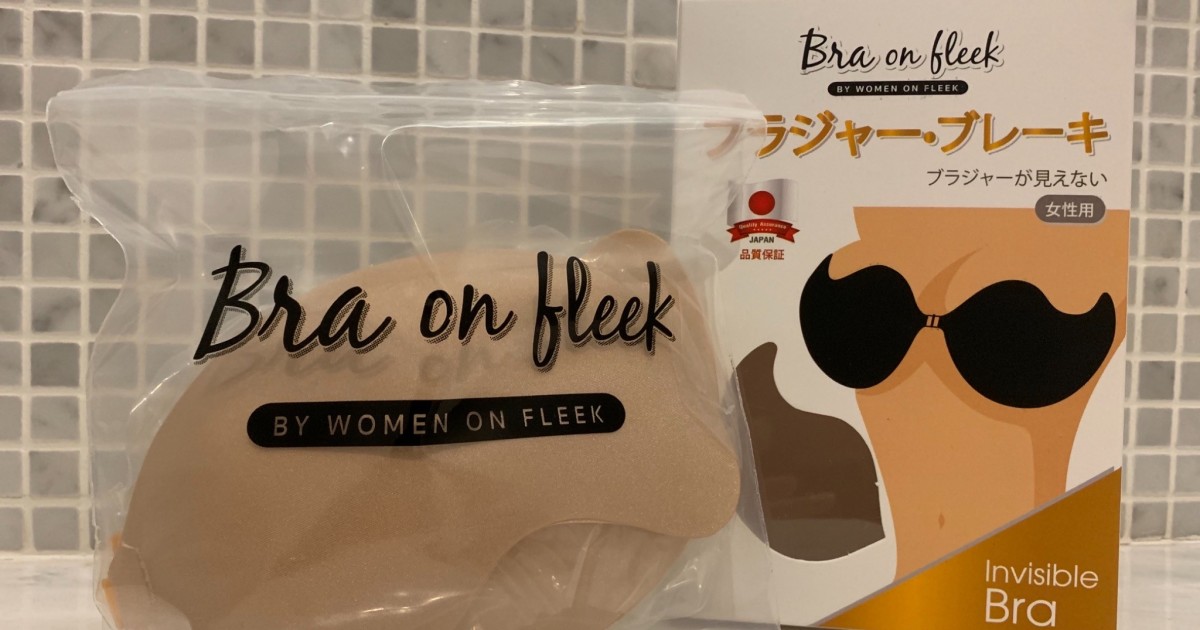 Bra on fleek
BY WOMEN ON FLEEK
Bra on fleek
BY WOMEN ON FLEEK
ブラジャー・ブレーキ
ブラジャーが見えない
女性用
Quality Assurance
JAPAN
品質保証
Invisible
Bra